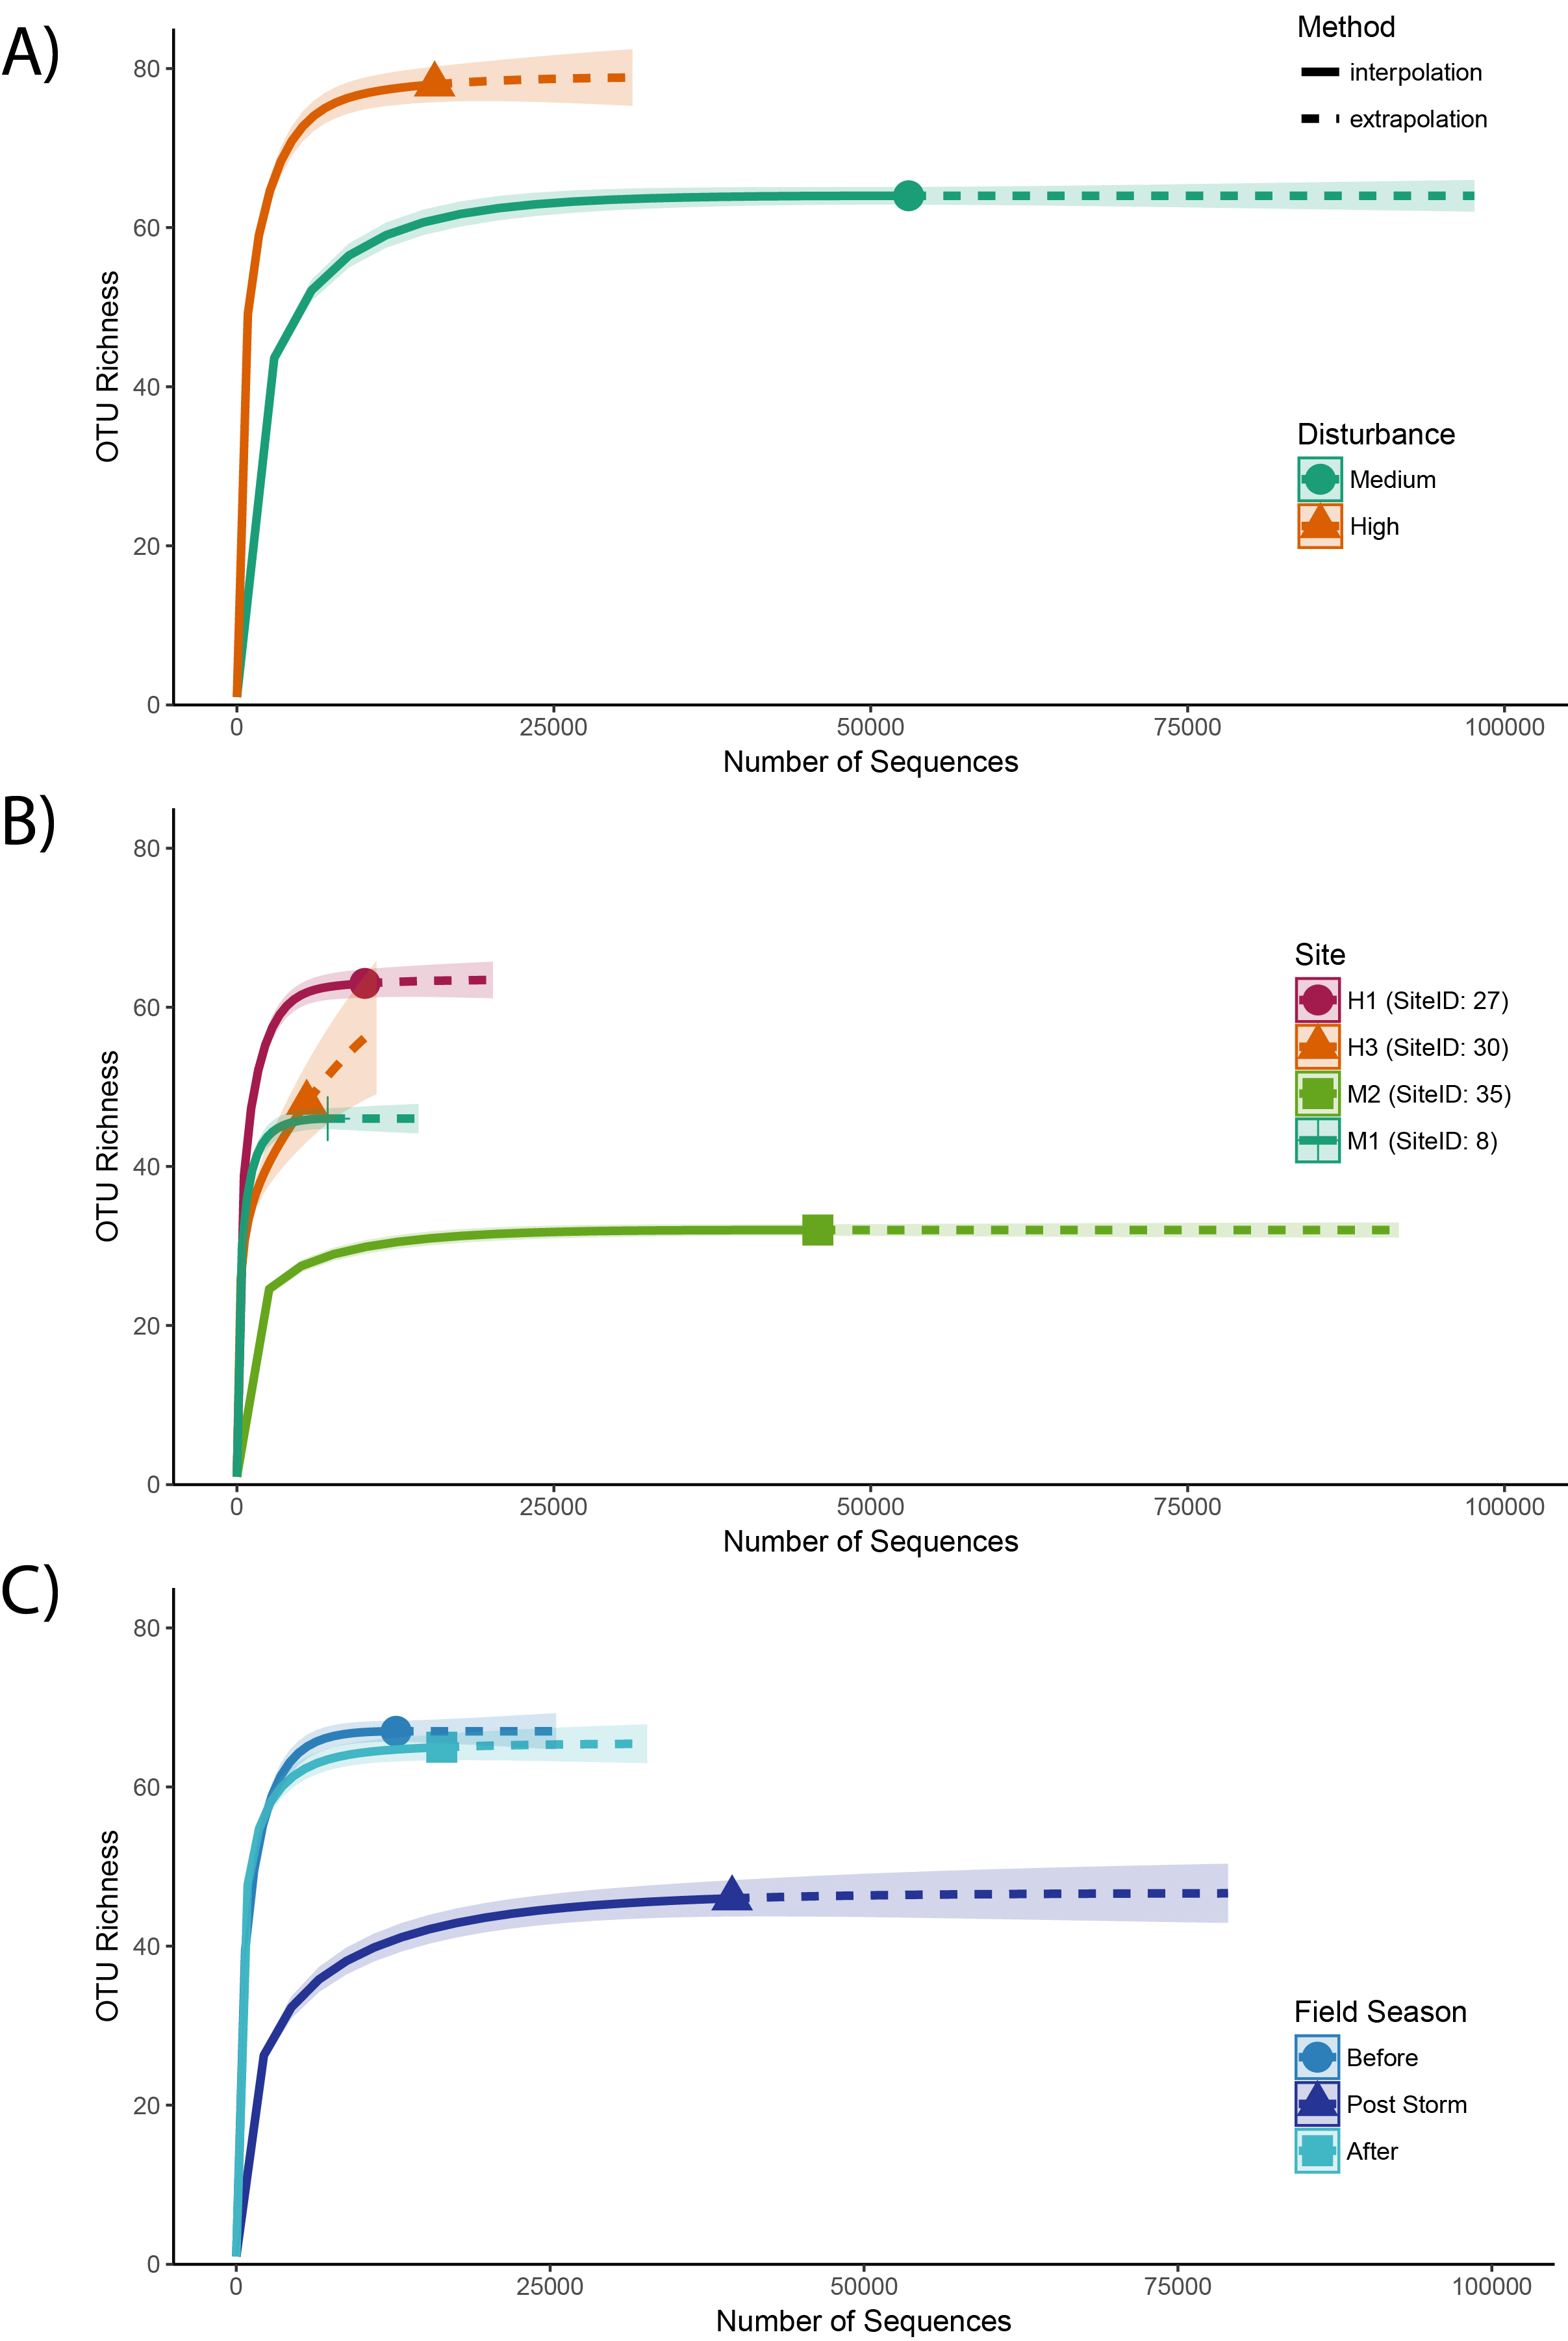 A)
Method
interpolation
extrapolation
80
60
40
20
0
OTU Richness
Disturbance
Medium
High
0 25000 50000 75000 100000
Number of Sequences
B)
80
60
40
20
0
OTU Richness
Site
H1 (SiteID: 27)
H3 (SiteID: 30)
M2 (SiteID: 35)
M1 (SiteID: 8)
0 25000 50000 75000 100000
Number of Sequences
C)
80
60
40
20
0
OTU Richness
Field Season
Before
Post Storm
After
0 25000 50000 75000 100000
Number of Sequences